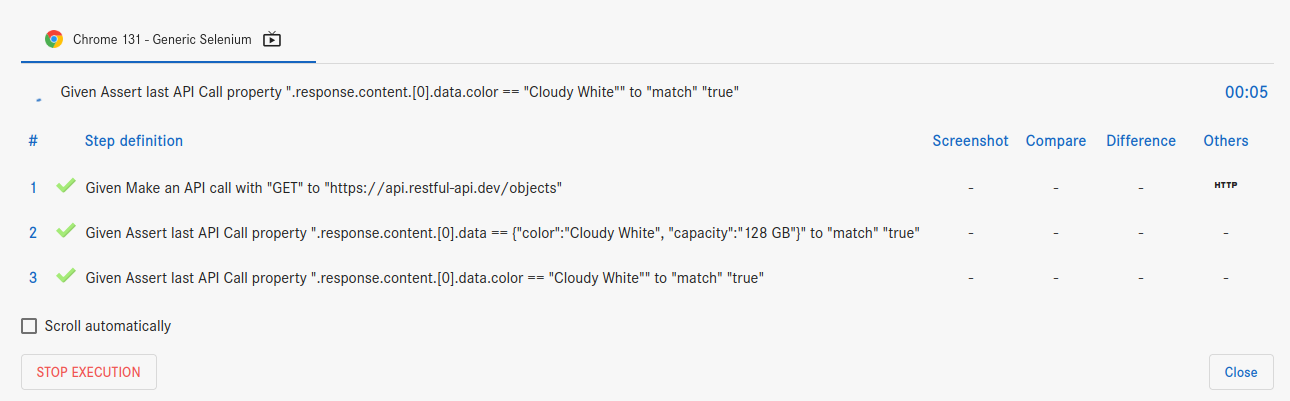 Chrome 131 - Generic Selenium
Given Assert last API Call property ".response.content.[0].data.color == "Cloudy White"" to "match" "true" 00:05
# Step definition Screenshot Compare Difference Others
1 Given Make an API call with "GET" to "https://api.restful-api.dev/objects" - - - HTTP
2 Given Assert last API Call property ".response.content.[0].data == {"color":"Cloudy White", "capacity":"128 GB"}" to "match" "true" - - - -
3 Given Assert last API Call property ".response.content.[0].data.color == "Cloudy White"" to "match" "true" - - - -
Scroll automatically
STOP EXECUTION Close